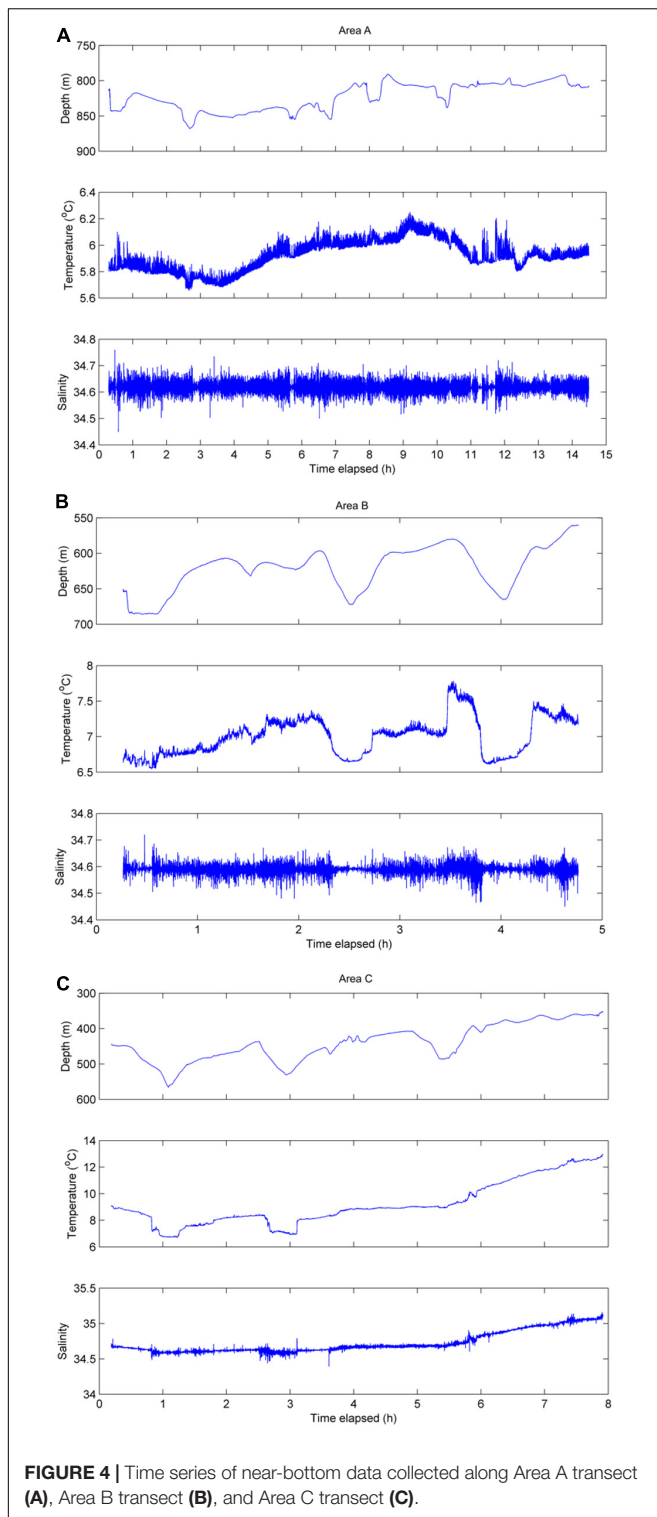 A
Area A
750
800
850
900
Depth (m)
6.4
6.2
6
5.8
5.6
Temperature (°C)
34.8
34.7
34.6
34.5
34.4
Salinity
0 1 2 3 4 5 6 7 8 9 10 11 12 13 14 15
Time elapsed (h)
B
Area B
550
600
650
700
Depth (m)
8
7.5
7
6.5
Temperature (°C)
34.8
34.7
34.6
34.5
34.4
Salinity
0 1 2 3 4 5
Time elapsed (h)
C
Area C
300
400
500
600
Depth (m)
14
12
10
8
6
Temperature (°C)
35.5
35
34.5
34
Salinity
0 1 2 3 4 5 6 7 8
Time elapsed (h)
FIGURE 4 | Time series of near-bottom data collected along Area A transect
(A), Area B transect (B), and Area C transect (C).